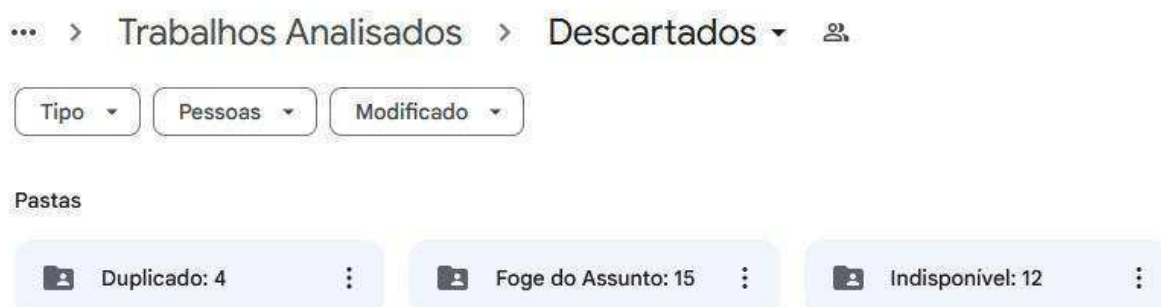 ... > Trabalhos Analisados > Descartados
Tipo Pessoas Modificado
Pastas
Duplicado: 4 Foge do Assunto: 15 Indisponível: 12